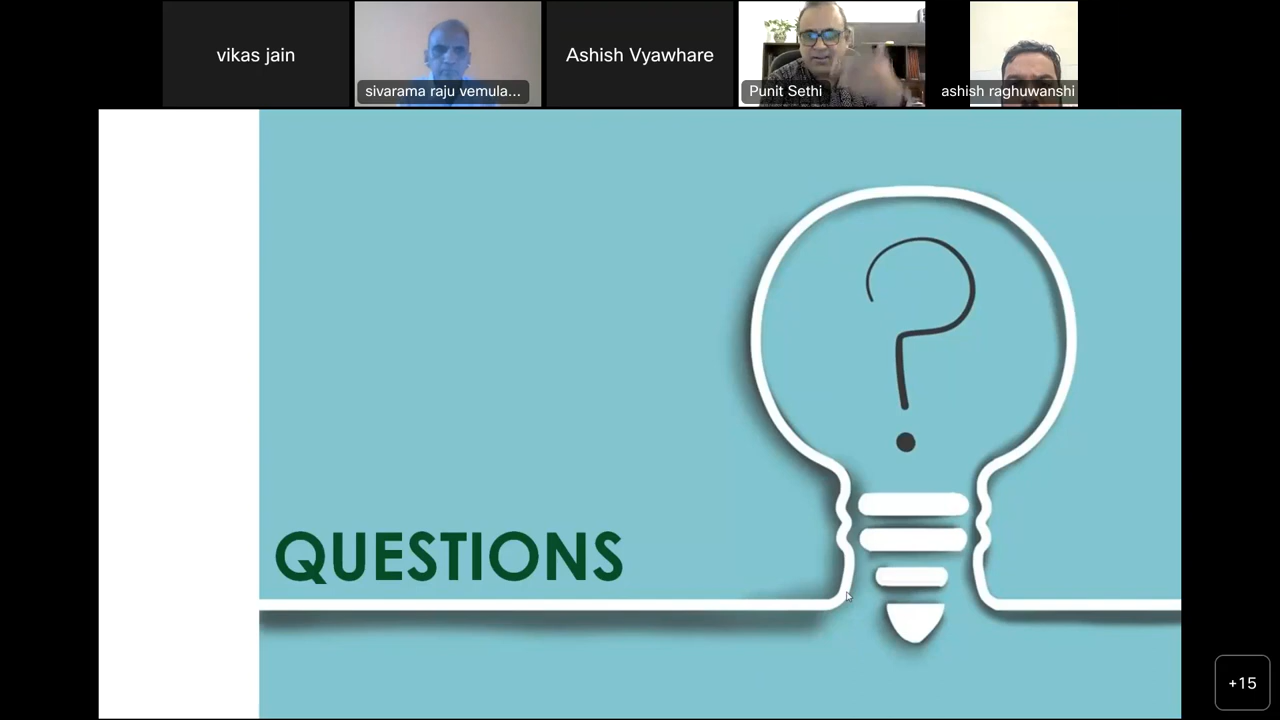 vikas jain
sivarama raju vemula...
Ashish Vyawhare
Punit Sethi
ashish raghuwanshi
?
QUESTIONS
+15